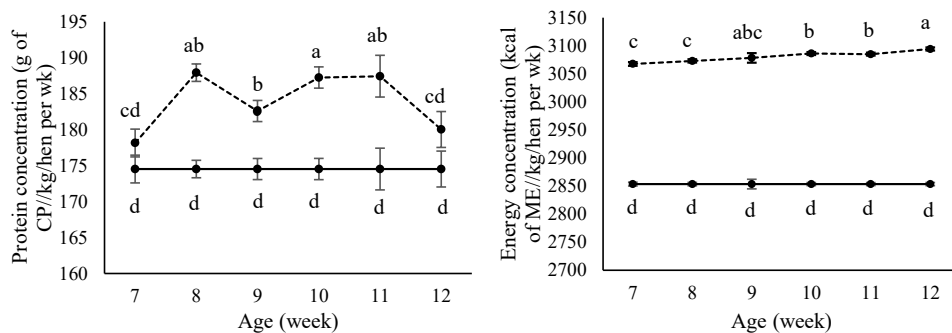 Protein concentration (g of
CP//kg/hen per wk)
195
190
185
180
175
170
165
160
cd
ab
b
a
ab
cd
d
d
d
d
d
d
7
8
9
10
11
12
Age (week)
Energy concentration (kcal
of ME//kg/hen per wk)
3150
3100
3050
3000
2950
2900
2850
2800
2750
2700
c
c
abc
b
b
a
d
d
d
d
d
d
7
8
9
10
11
12
Age (week)